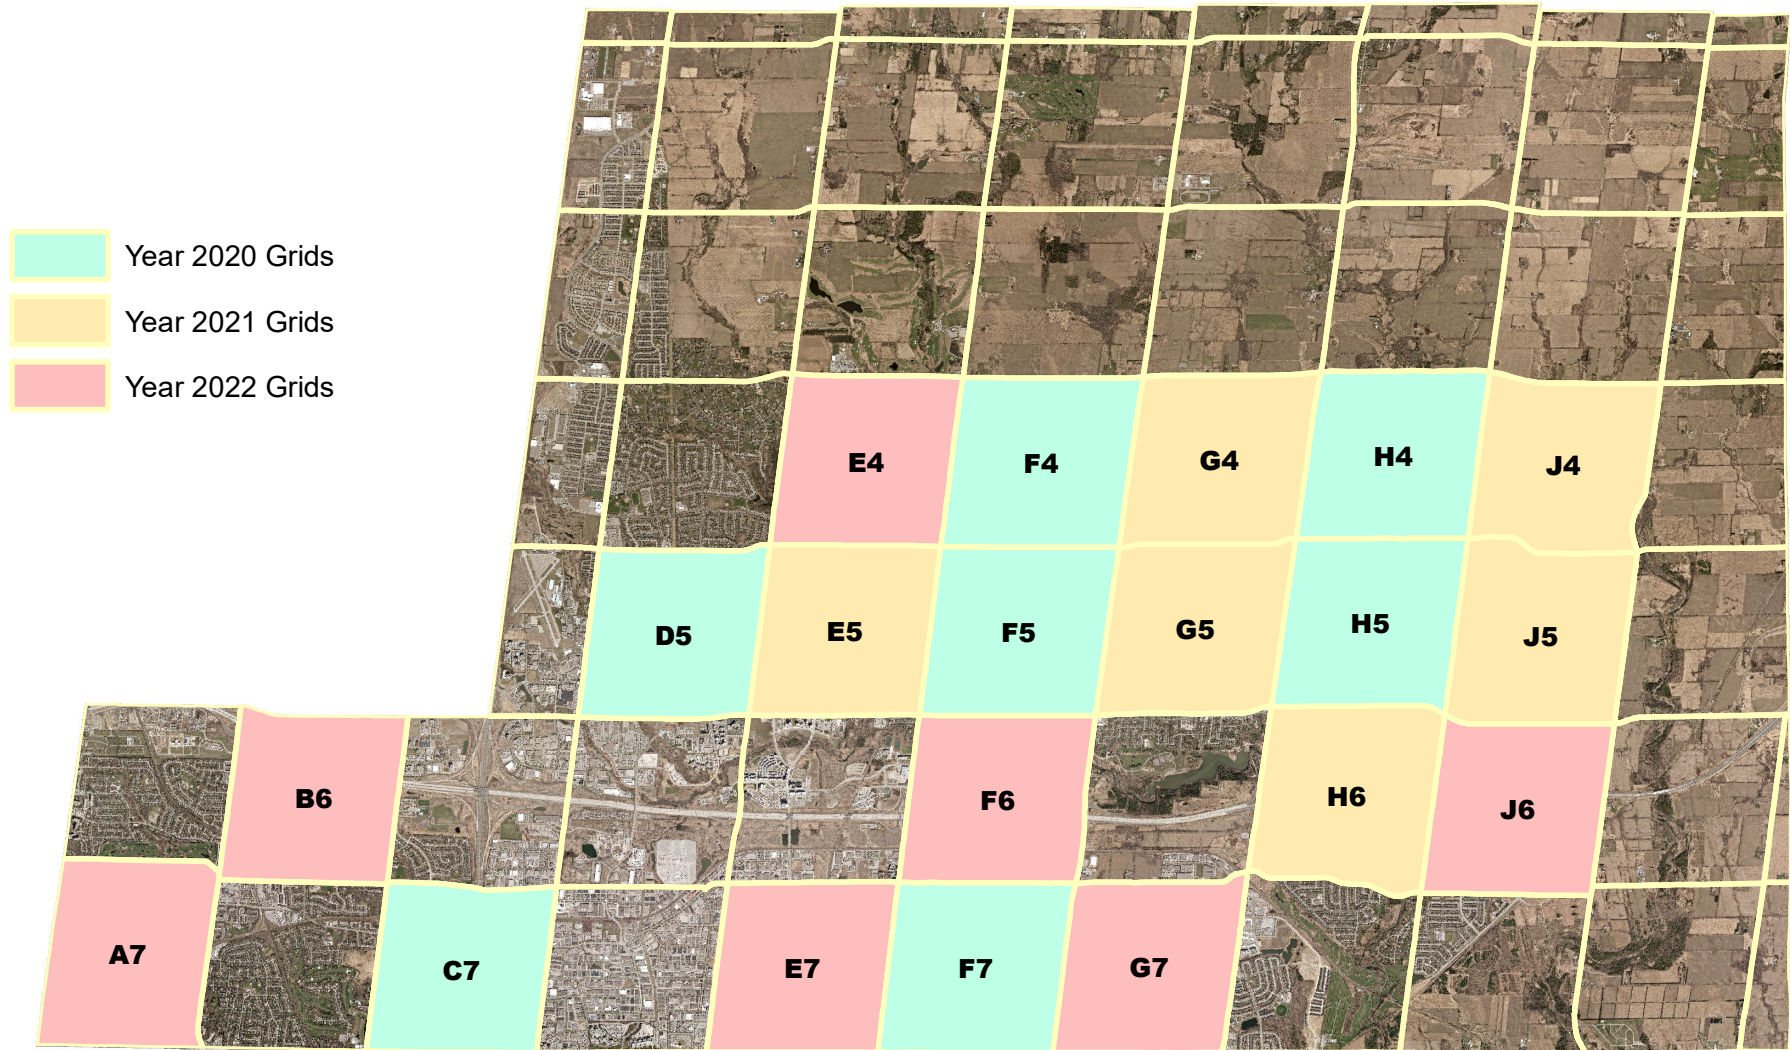 Year 2020 Grids
Year 2021 Grids
Year 2022 Grids
E4 F4 G4 H4 J4
D5 E5 F5 G5 H5 J5
B6 F6 H6 J6
A7 C7 E7 F7 G7